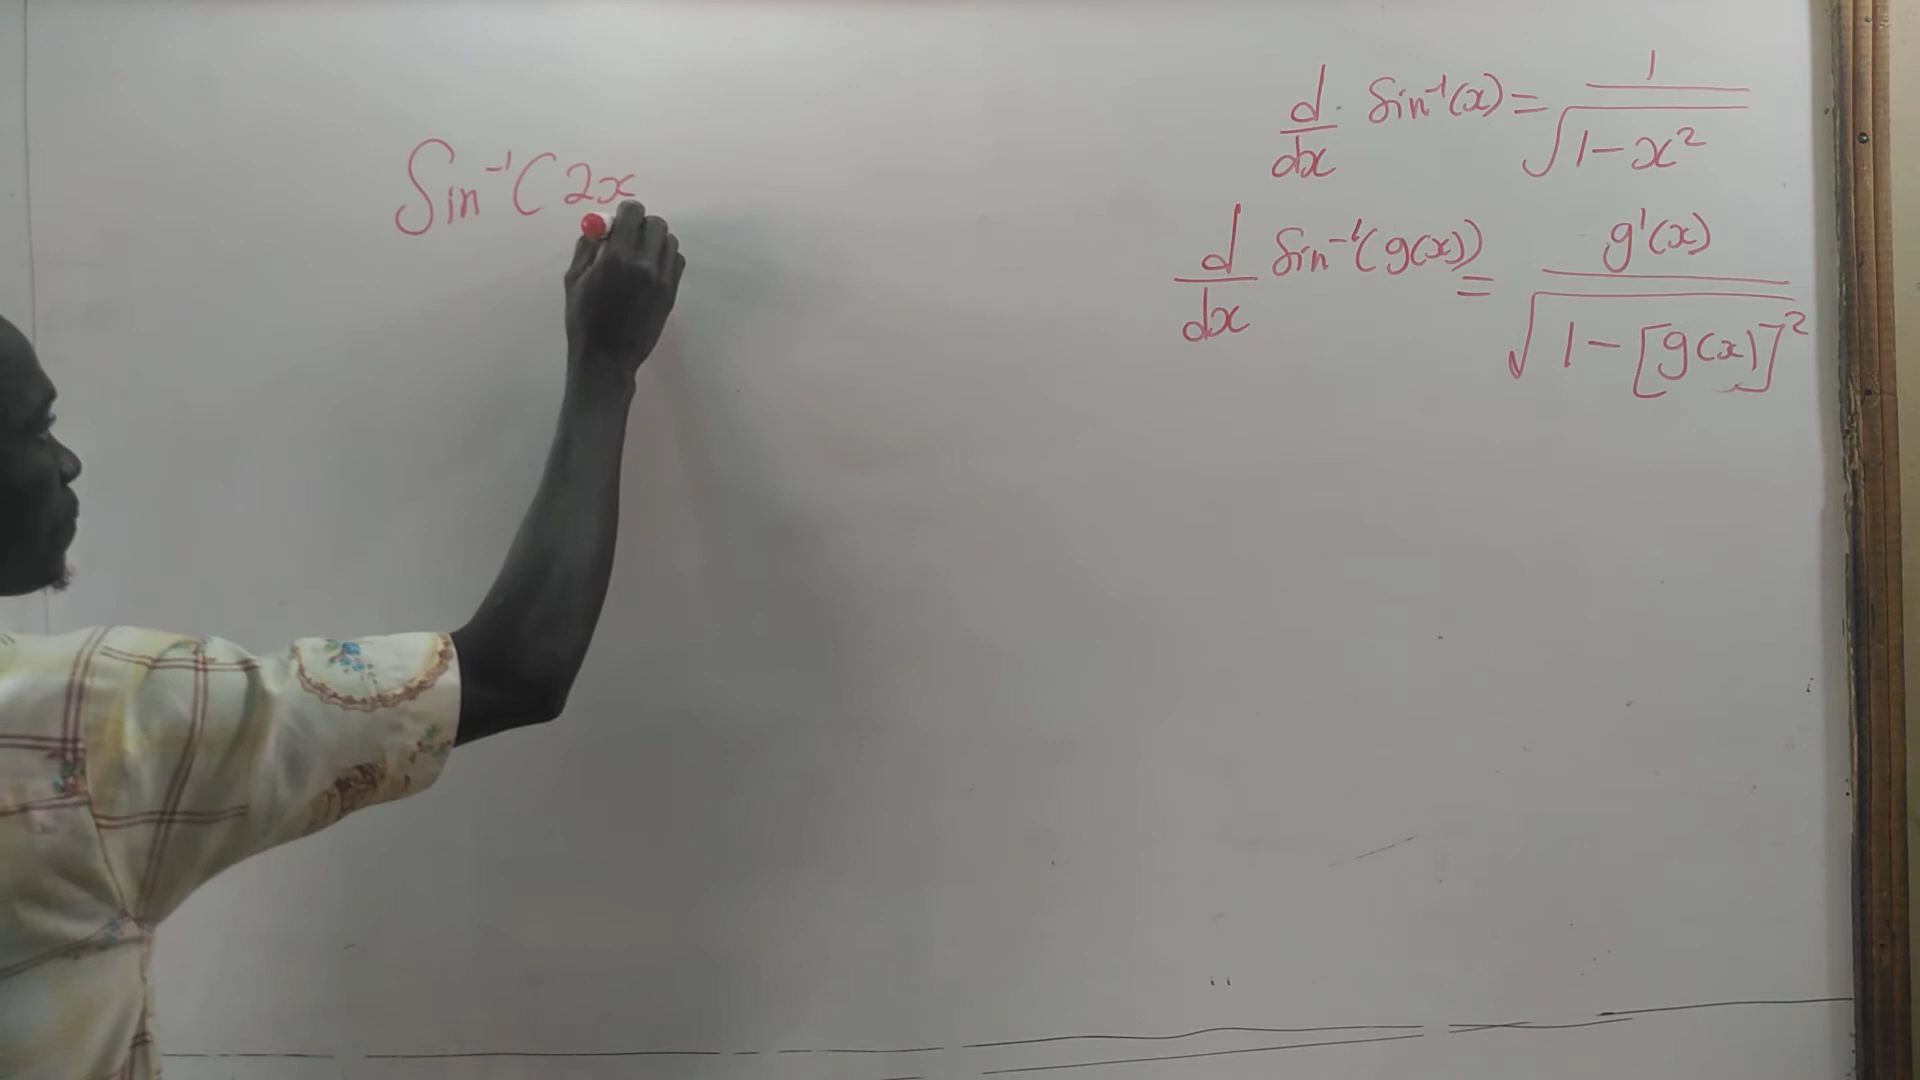 Sin⁻¹(2x
d/dx Sin⁻¹(x) = 1/√(1-x²)
d/dx Sin⁻¹(g(x)) = g'(x)/√(1-[g(x)]²)